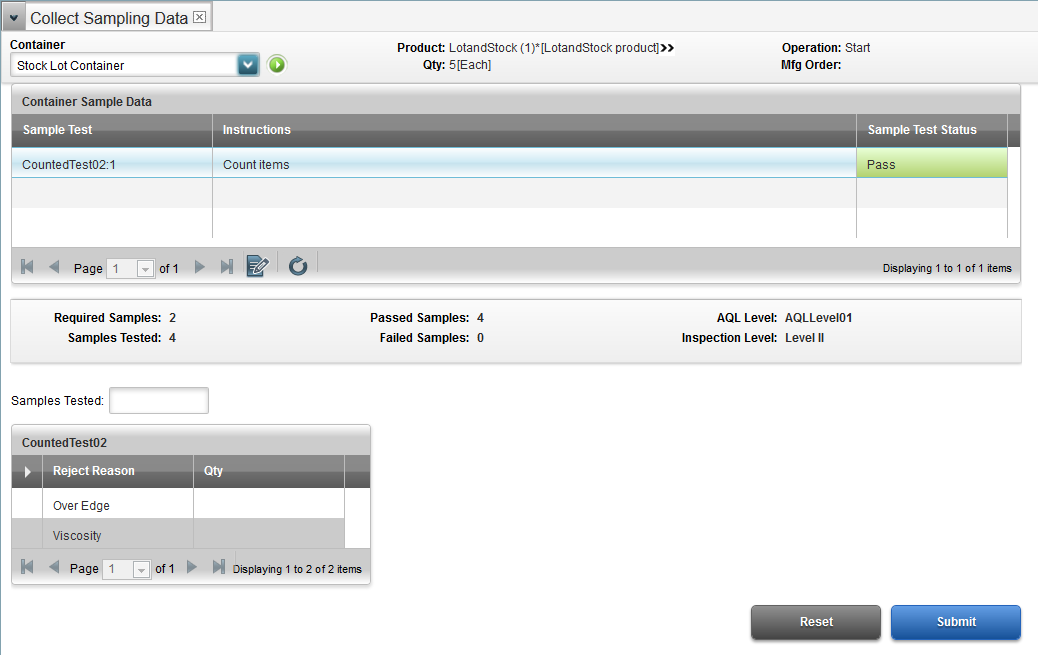 Collect Sampling Data
Container
Stock Lot Container
Product: LotandStock (1)*[LotandStock product]>>
Qty: 5[Each]
Operation: Start
Mfg Order:
Container Sample Data
Sample Test Instructions Sample Test Status
CountedTest02:1 Count items Pass
Page 1 of 1 Displaying 1 to 1 of 1 items
Required Samples: 2 Passed Samples: 4 AQL Level: AQLLevel01
Samples Tested: 4 Failed Samples: 0 Inspection Level: Level II
Samples Tested:
CountedTest02
Reject Reason Qty
Over Edge
Viscosity
Page 1 of 1 Displaying 1 to 2 of 2 items
Reset Submit